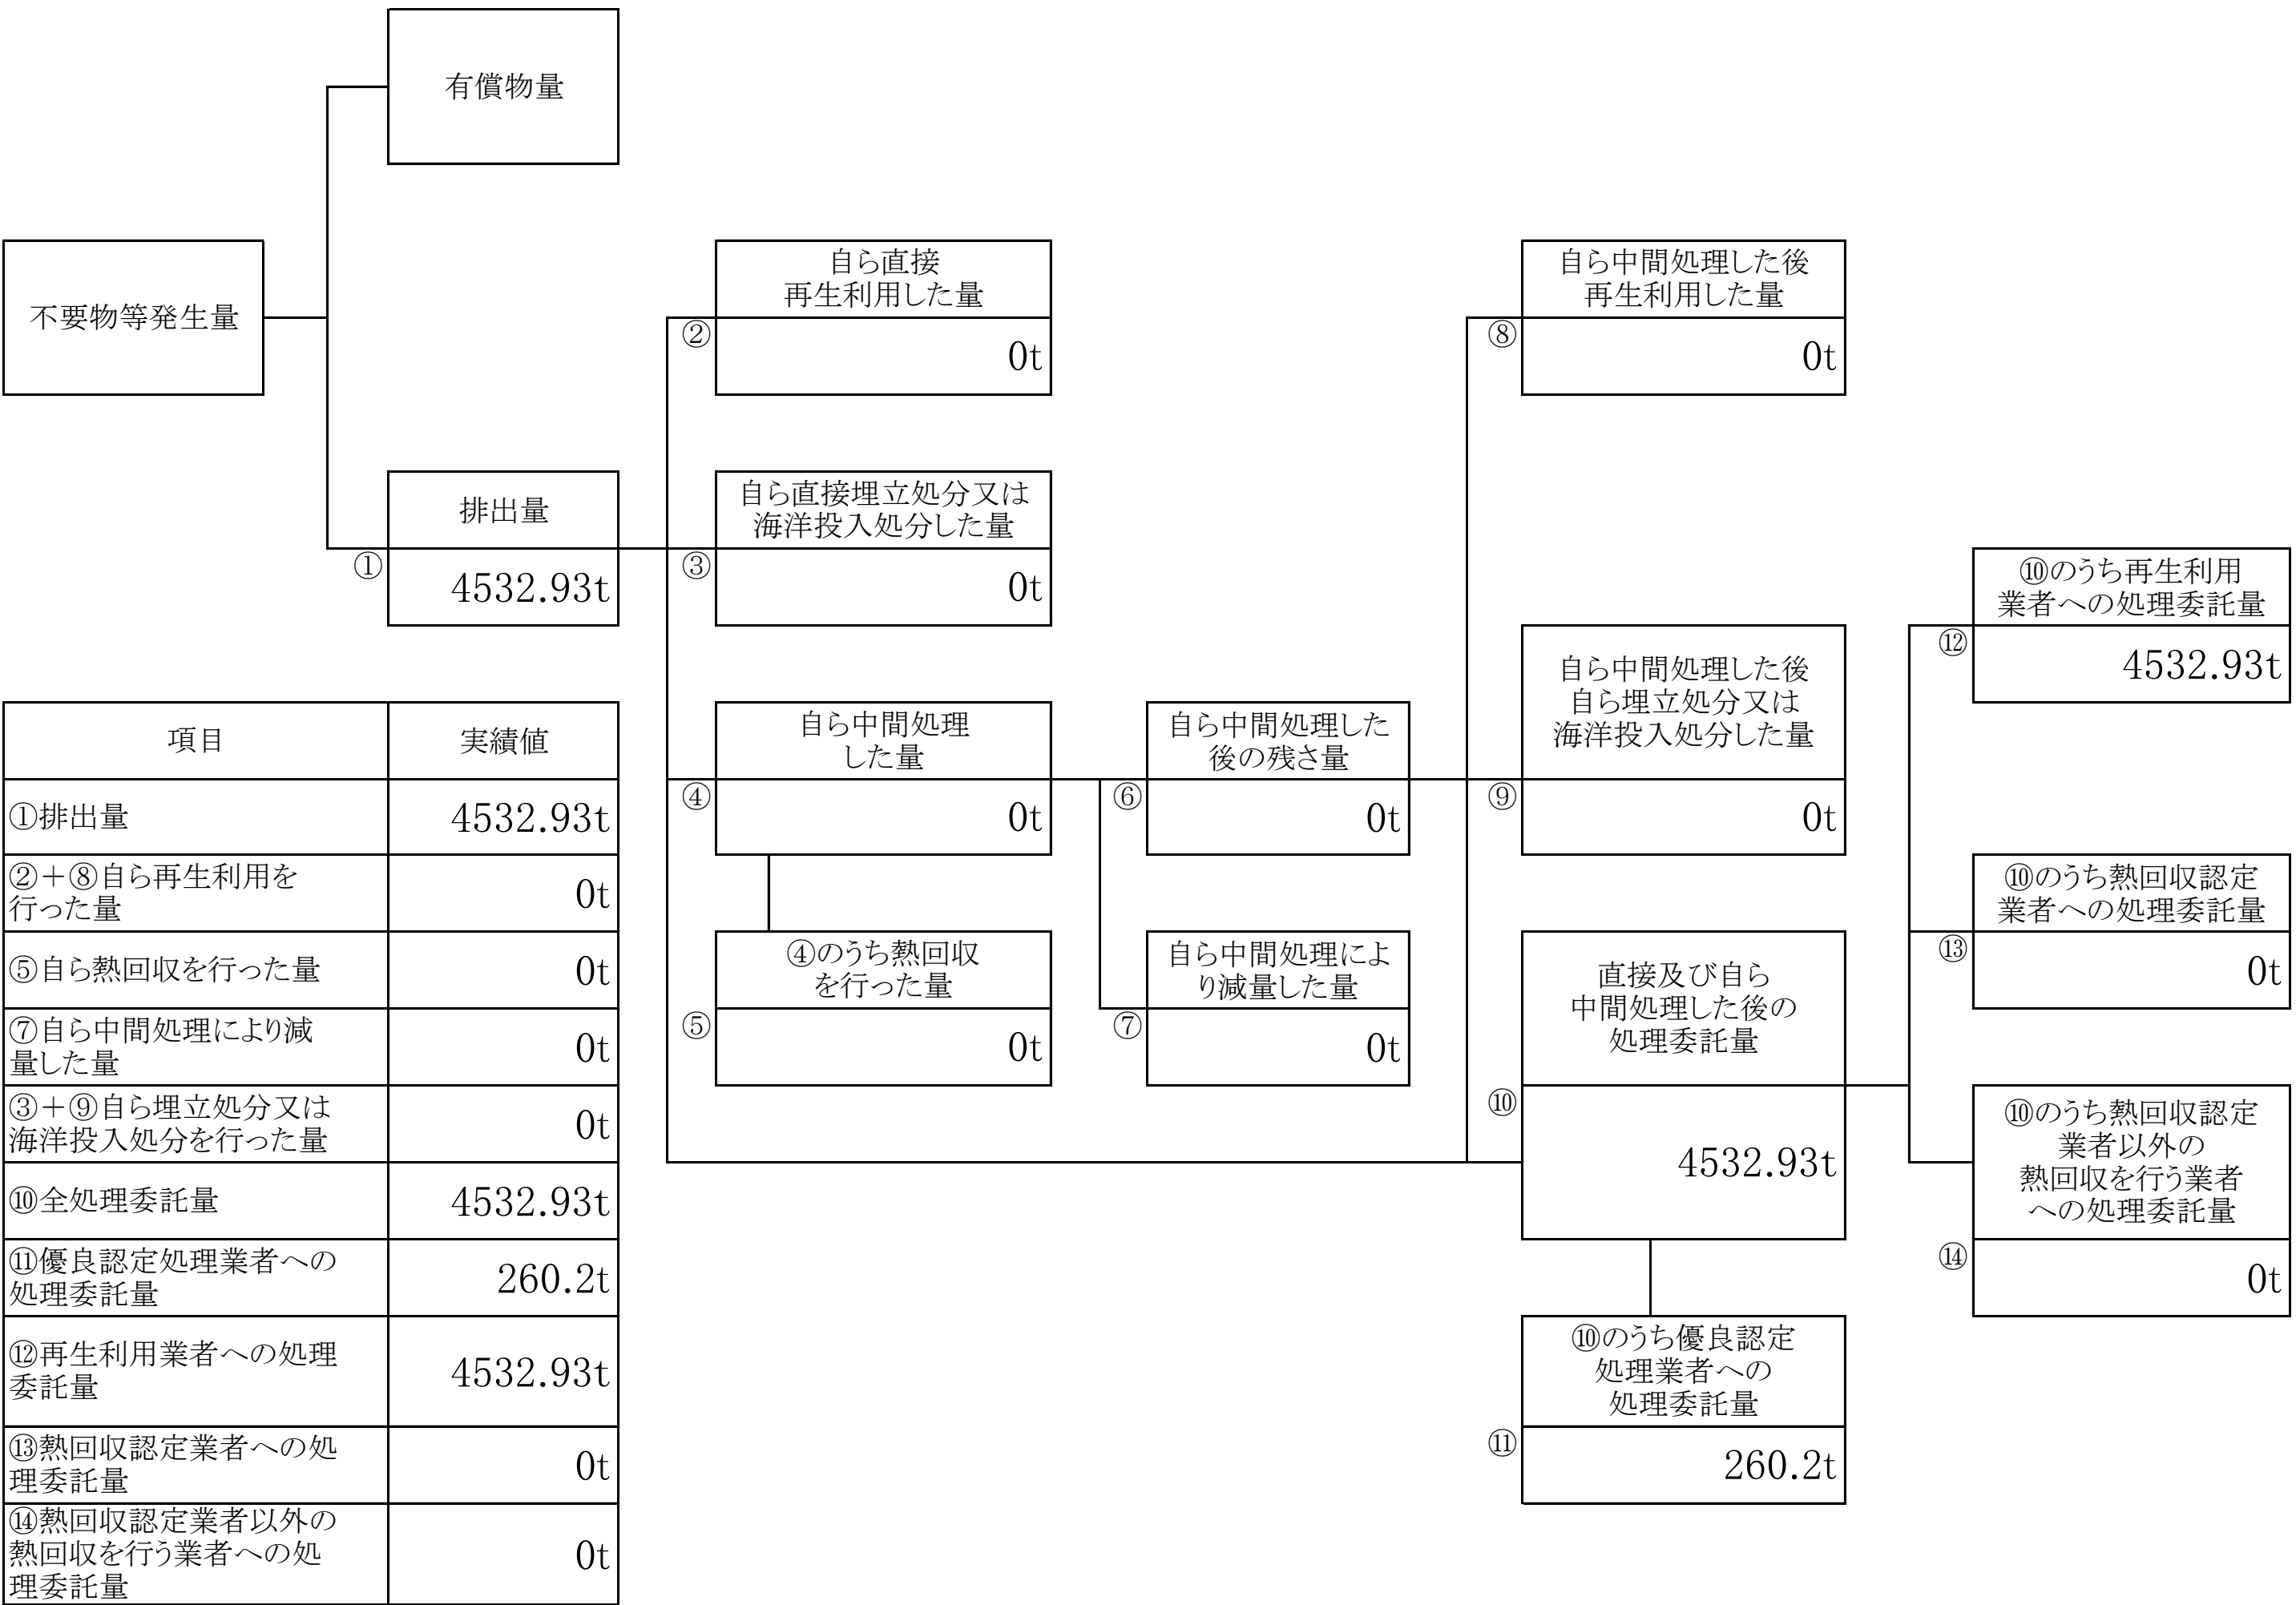 有償物量
不要物等発生量
自ら直接
再生利用した量
②
0t
自ら中間処理した後
再生利用した量
⑧
0t
排出量
①
4532.93t
自ら直接埋立処分又は
海洋投入処分した量
③
0t
⑩のうち再生利用
業者への処理委託量
⑫
4532.93t
自ら中間処理
した量
④
0t
自ら中間処理した
後の残さ量
⑥
0t
自ら中間処理した後
自ら埋立処分又は
海洋投入処分した量
⑨
0t
⑩のうち熱回収認定
業者への処理委託量
⑬
0t
④のうち熱回収
を行った量
⑤
0t
自ら中間処理によ
り減量した量
⑦
0t
直接及び自ら
中間処理した後の
処理委託量
⑩
4532.93t
⑩のうち熱回収認定
業者以外の
熱回収を行う業者
への処理委託量
⑭
0t
⑩のうち優良認定
処理業者への
処理委託量
⑪
260.2t
項目 実績値
①排出量 4532.93t
②＋⑧自ら再生利用を
行った量 0t
⑤自ら熱回収を行った量 0t
⑦自ら中間処理により減
量した量 0t
③＋⑨自ら埋立処分又は
海洋投入処分を行った量 0t
⑩全処理委託量 4532.93t
⑪優良認定処理業者への
処理委託量 260.2t
⑫再生利用業者への処理
委託量 4532.93t
⑬熱回収認定業者への処
理委託量 0t
⑭熱回収認定業者以外の
熱回収を行う業者への処
理委託量 0t